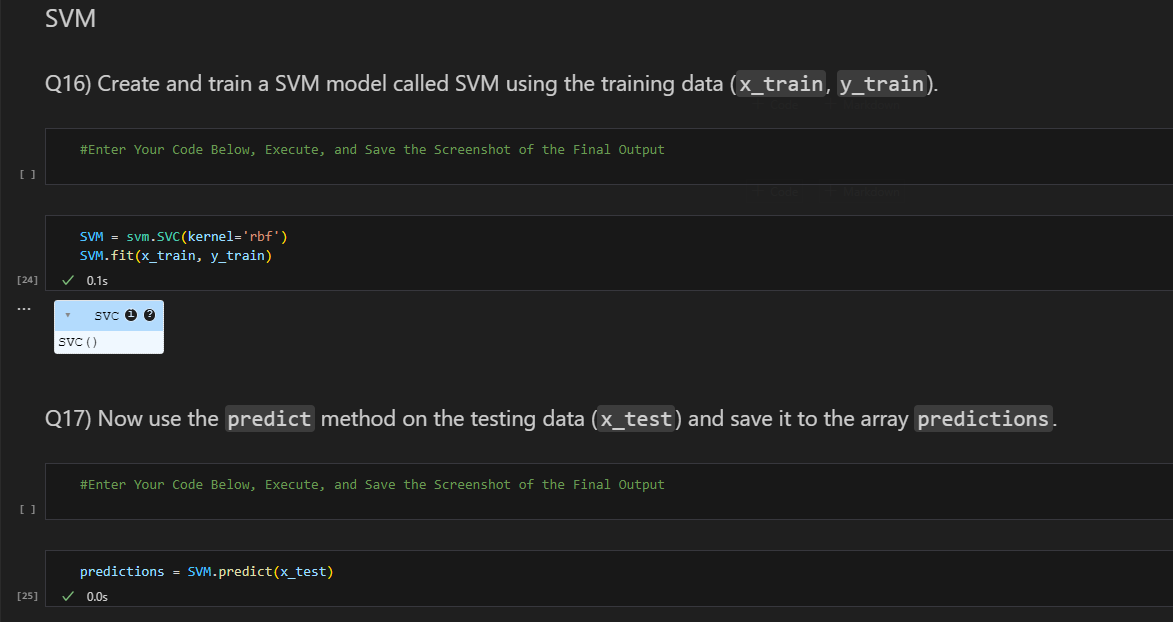 SVM
Q16) Create and train a SVM model called SVM using the training data (x_train, y_train).
#Enter Your Code Below, Execute, and Save the Screenshot of the Final Output
[ ]
SVM = svm.SVC(kernel='rbf')
SVM.fit(x_train, y_train)
[24] ✓ 0.1s
...
▾ SVC i ?
SVC()
Q17) Now use the predict method on the testing data (x_test) and save it to the array predictions.
#Enter Your Code Below, Execute, and Save the Screenshot of the Final Output
[ ]
predictions = SVM.predict(x_test)
[25] ✓ 0.0s